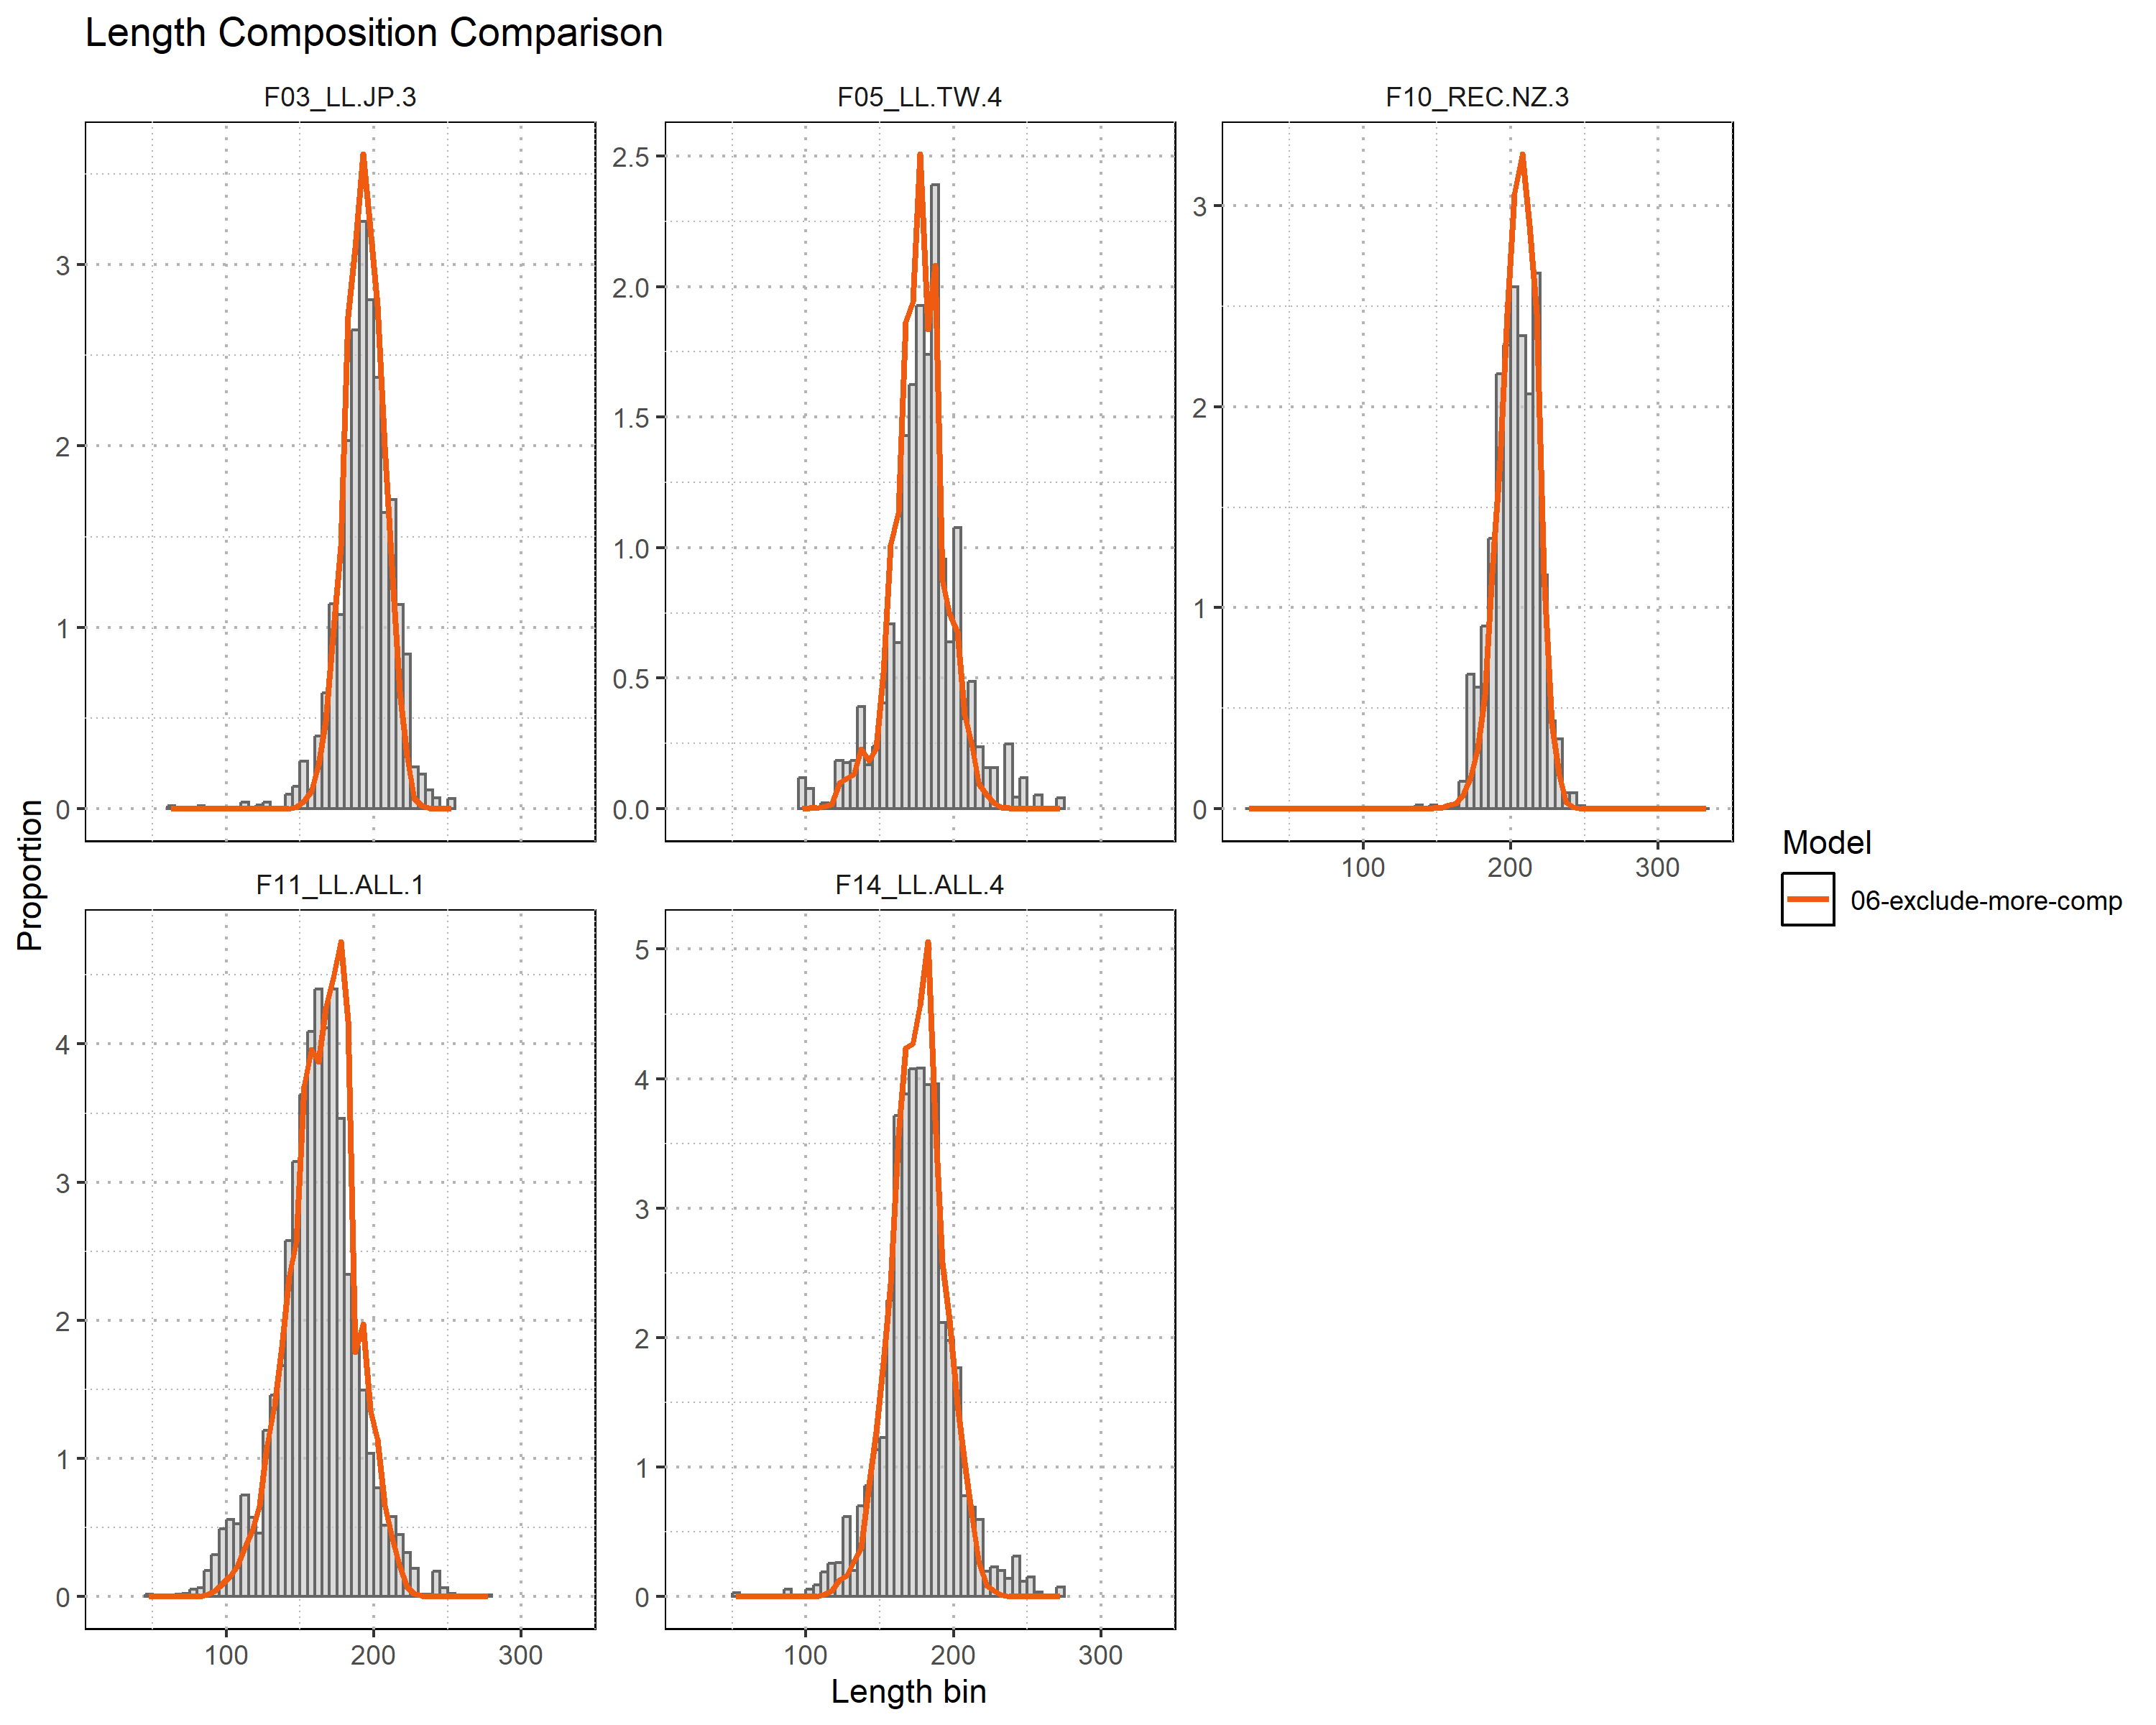 Length Composition Comparison
F03_LL.JP.3
F05_LL.TW.4
F10_REC.NZ.3
3
2
1
0
2.5
2.0
1.5
1.0
0.5
0.0
3
2
1
0
100 200 300
F11_LL.ALL.1
F14_LL.ALL.4
4
3
2
1
0
5
4
3
2
1
0
100 200 300
100 200 300
Proportion
Length bin
Model
06-exclude-more-comp